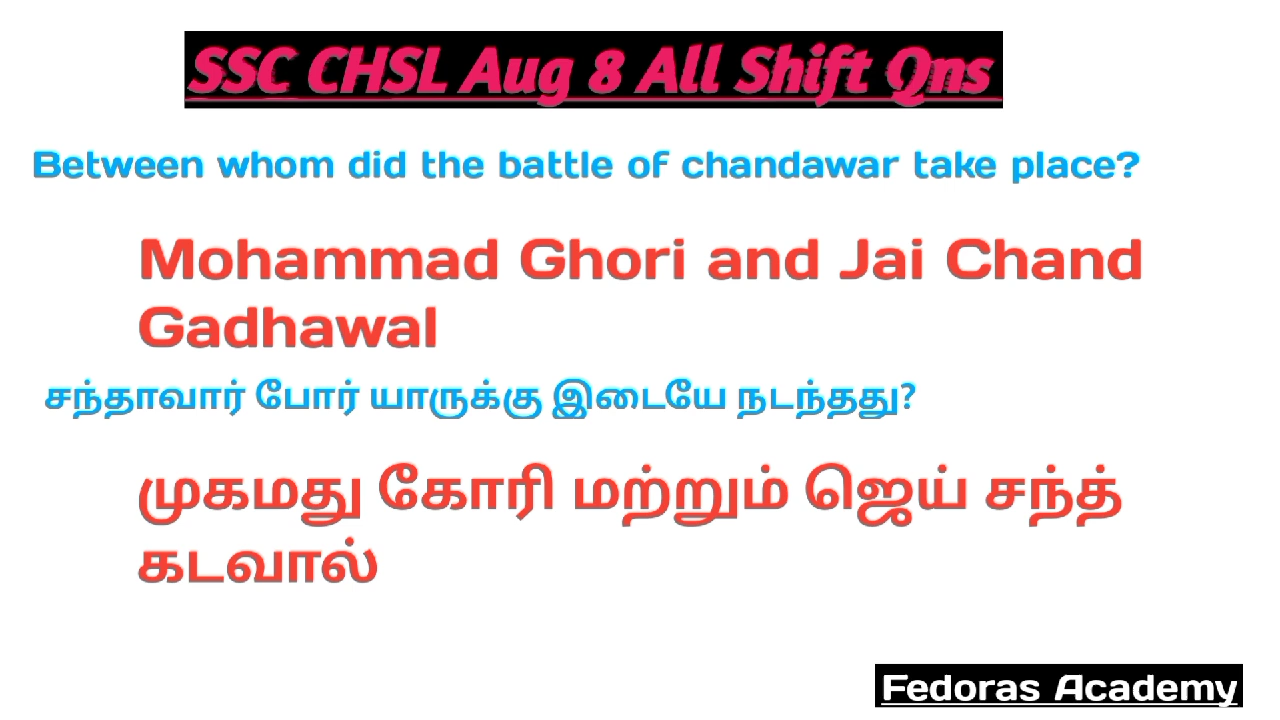 SSC CHSL Aug 8 All Shift Qns
Between whom did the battle of chandawar take place?
Mohammad Ghori and Jai Chand
Gadhawal
சந்தாவார் போர் யாருக்கு இடையே நடந்தது?
முகமது கோரி மற்றும் ஜெய் சந்த்
கடவால்
Fedoras Academy